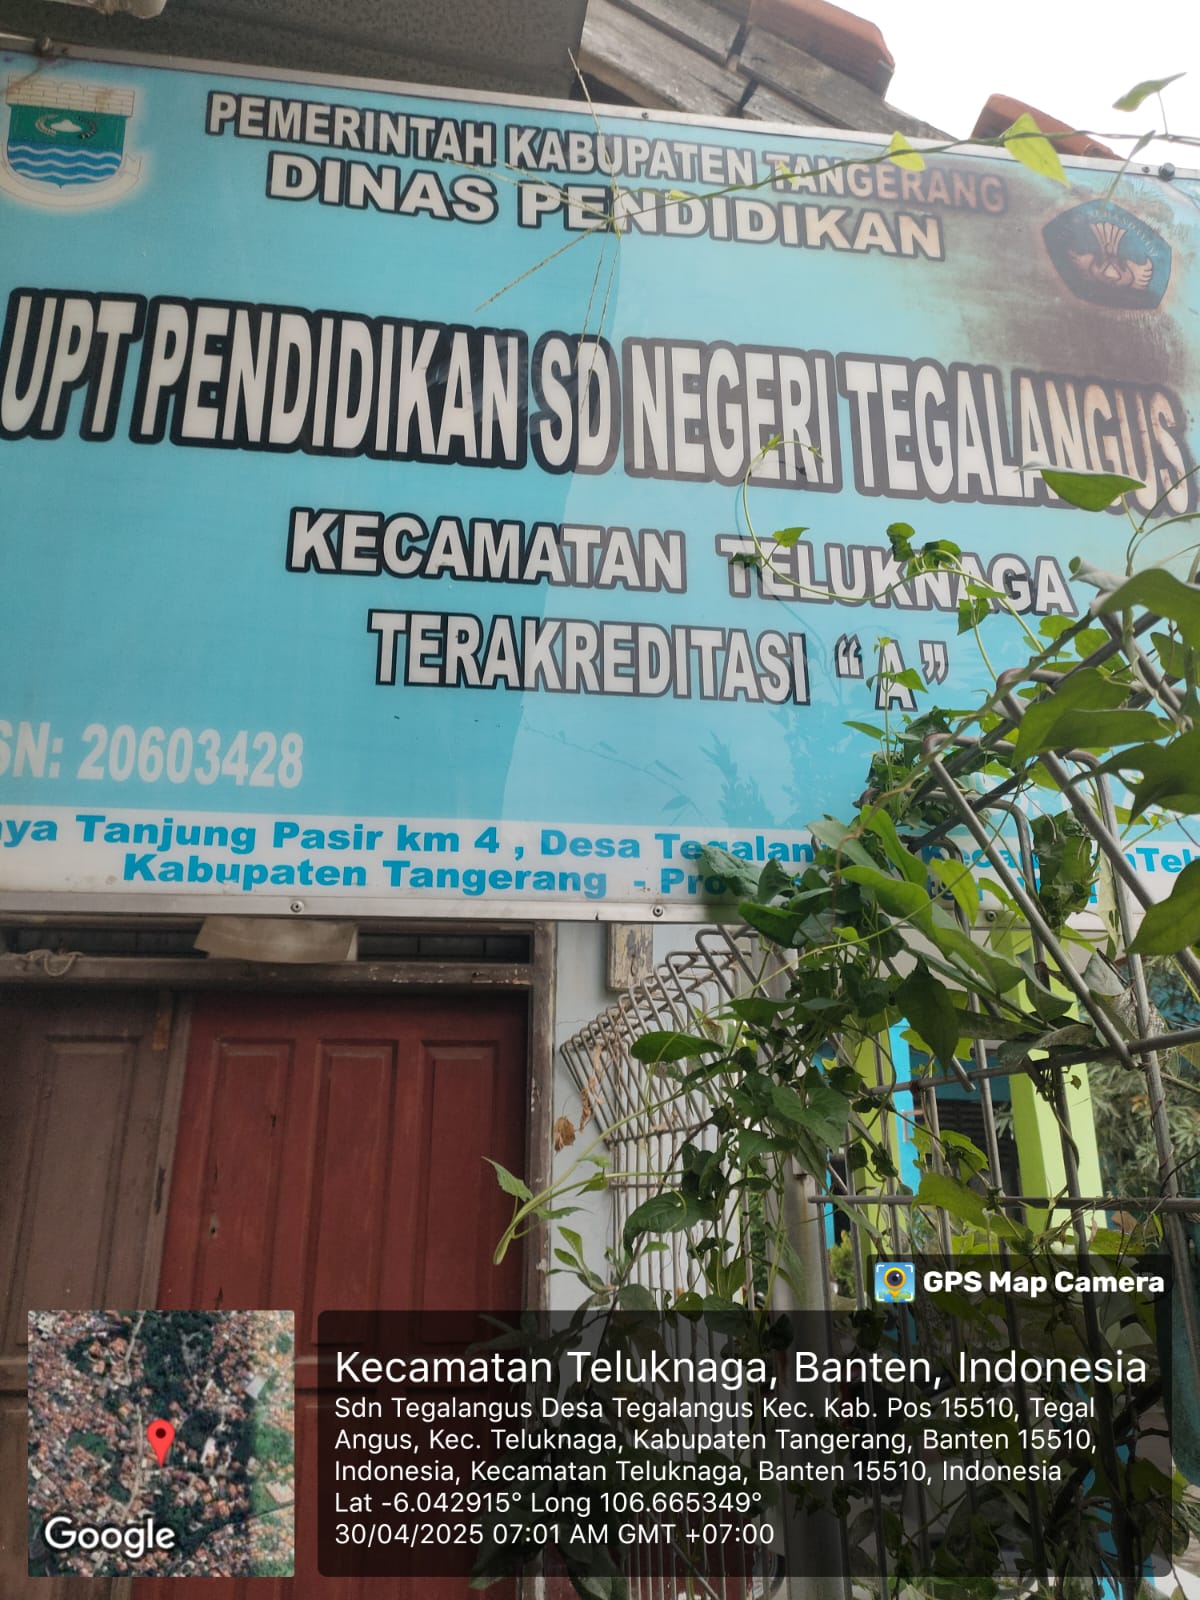 PEMERINTAH KABUPATEN TANGERANG
DINAS PENDIDIKAN
UPT PENDIDIKAN SD NEGERI TEGALANGUS
KECAMATAN TELUKNAGA
TERAKREDITASI “A”
SN: 20603428
aya Tanjung Pasir km 4 , Desa Tegalan
Kabupaten Tangerang - Pro
GPS Map Camera
Kecamatan Teluknaga, Banten, Indonesia
Sdn Tegalangus Desa Tegalangus Kec. Kab. Pos 15510, Tegal
Angus, Kec. Teluknaga, Kabupaten Tangerang, Banten 15510,
Indonesia, Kecamatan Teluknaga, Banten 15510, Indonesia
Lat -6.042915° Long 106.665349°
30/04/2025 07:01 AM GMT +07:00
Google